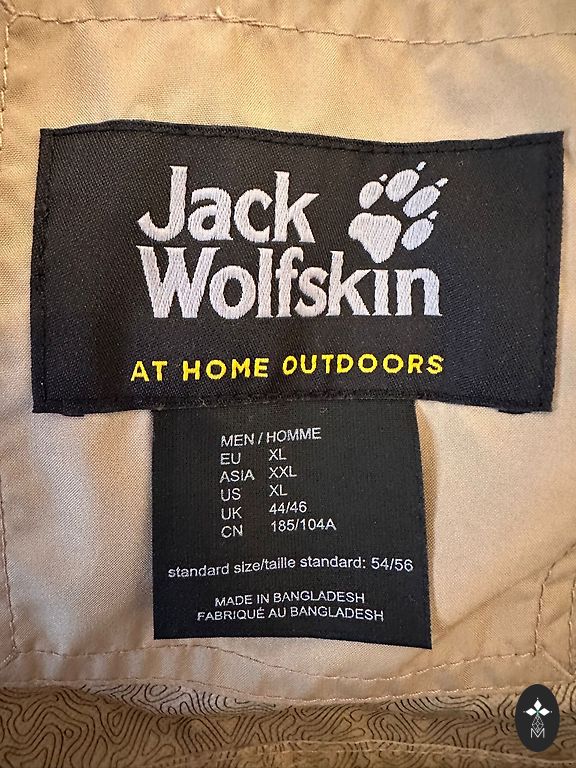 Jack
Wolfskin
AT HOME OUTDOORS
MEN / HOMME
EU XL
ASIA XXL
US XL
UK 44/46
CN 185/104A
standard size/taille standard: 54/56
MADE IN BANGLADESH
FABRIQUÉ AU BANGLADESH
M